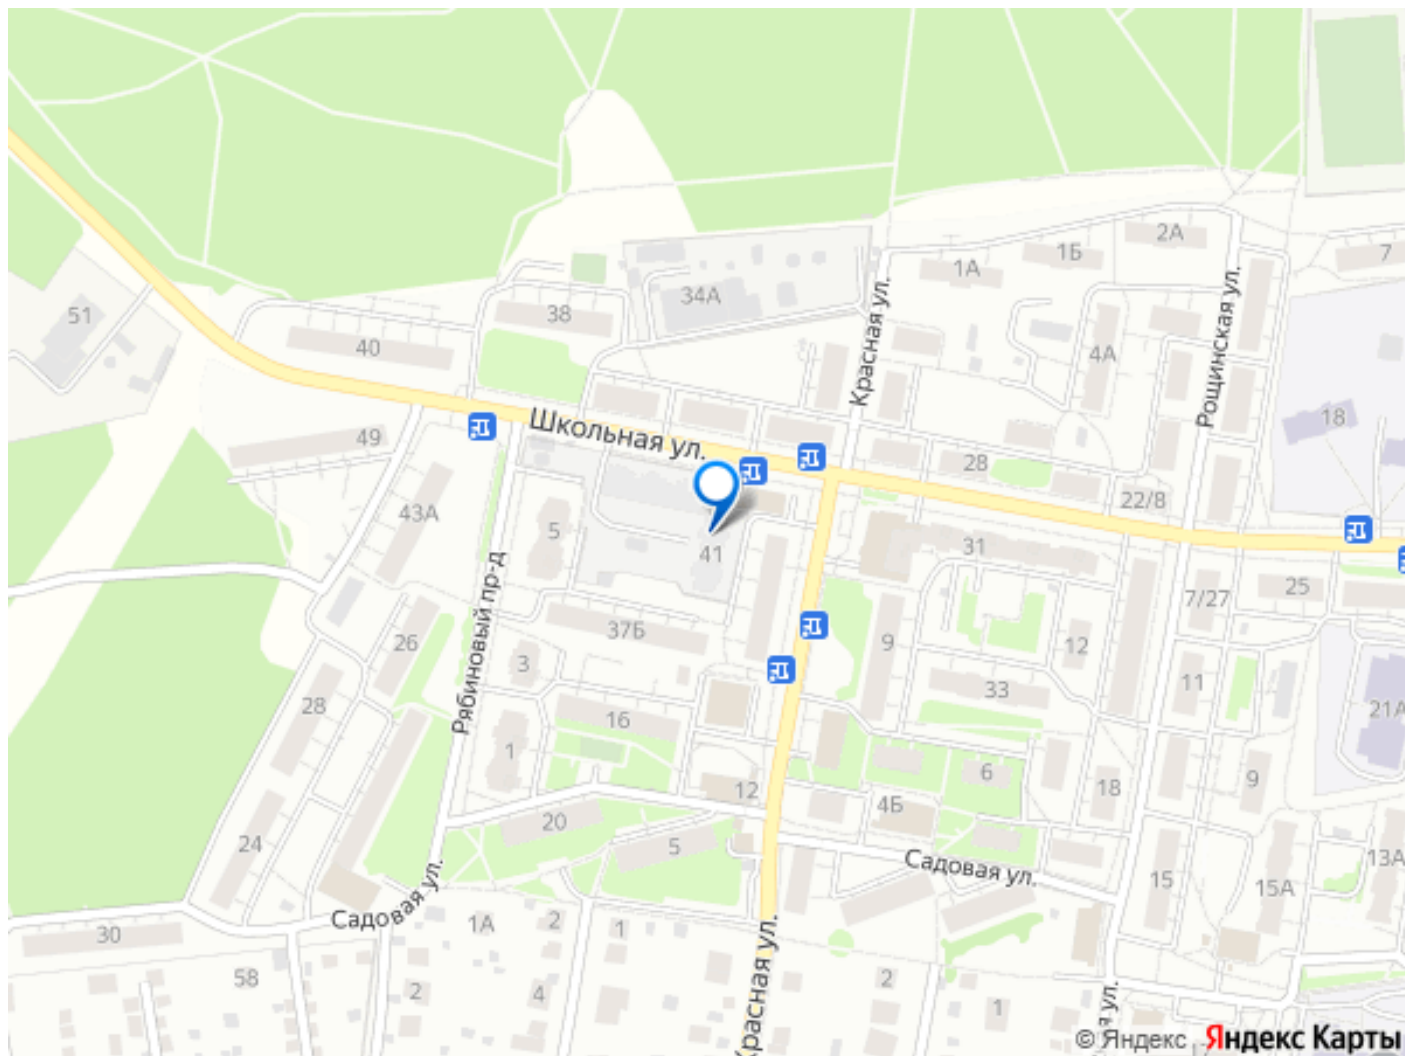 2А
1Б
7
1А
51
34А
38
40
Красная ул.
Рощинская ул.
4А
18
Школьная ул.
49
28
22/8
43А
5
41
31
25
7/27
Рябиновый пр-д
37Б
26
3
9
12
33
11
28
16
21А
1
12
6
18
9
4Б
20
5
24
Садовая ул.
13А
15
15А
Садовая ул.
1А
2
1
30
Красная ул.
58
2
4
2
1
а ул.
© Яндекс Яндекс Карты